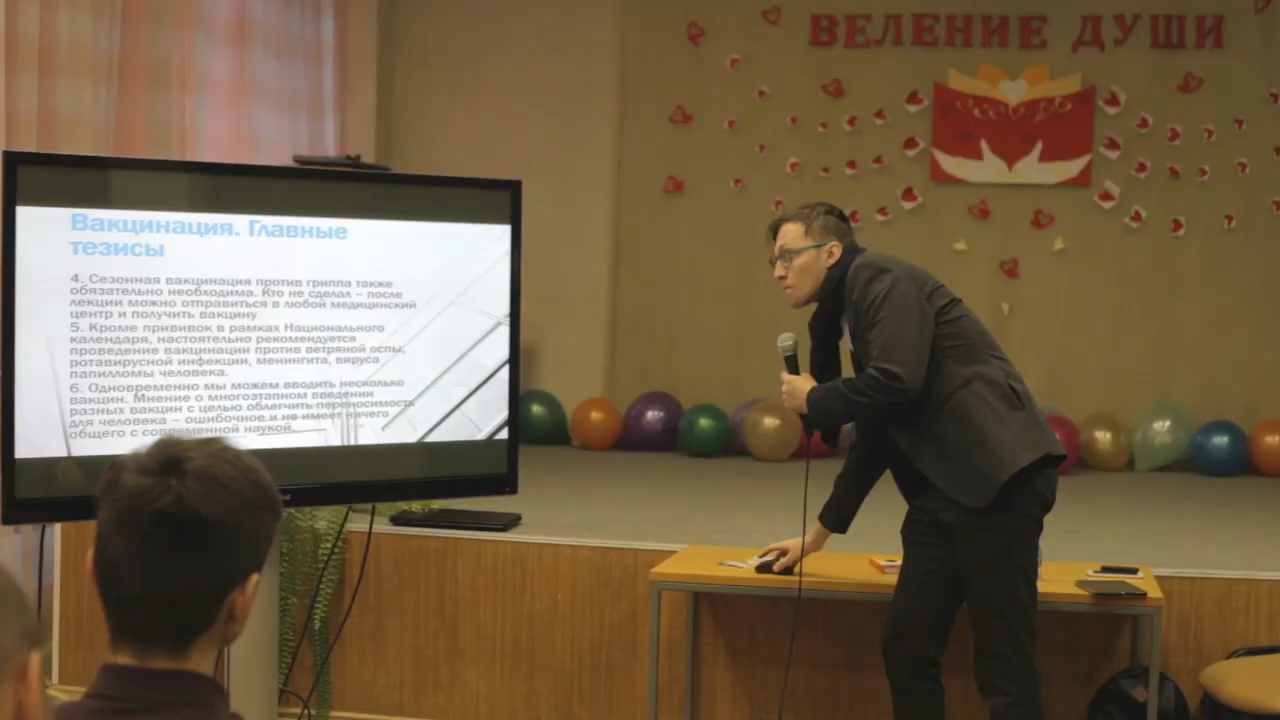 ВЕЛЕНИЕ ДУШИ
Вакцинация. Главные
тезисы
4. Сезонная вакцинация против гриппа также
обязательно необходима. Кто не сделал – после
лекции можно отправиться в любой медицинский
центр и получить вакцину
5. Кроме прививок в рамках Национального
календаря, настоятельно рекомендуется
проведение вакцинации против ветряной оспы,
ротавирусной инфекции, менингита, вируса
папилломы человека.
6. Одновременно мы можем вводить несколько
вакцин. Мнение о многоэтапном введении
разных вакцин с целью облегчить переносимость
для человека – ошибочное и не имеет ничего
общего с современной наукой.